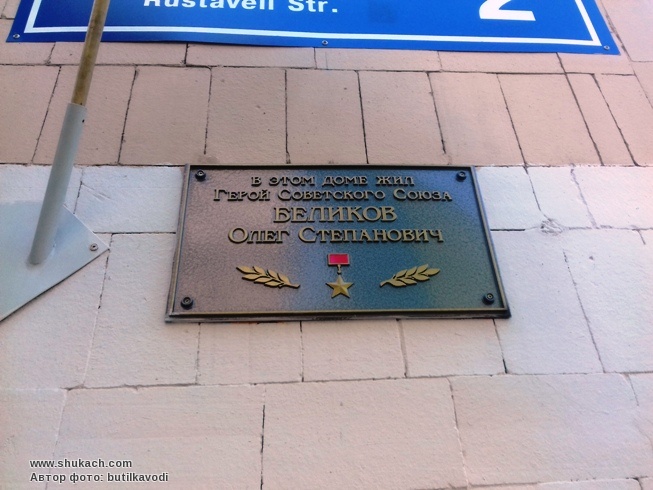 Rustaveli Str. 2
В ЭТОМ ДОМЕ ЖИЛ
ГЕРОЙ СОВЕТСКОГО СОЮЗА
БЕЛИКОВ
ОЛЕГ СТЕПАНОВИЧ
www.shukach.com
Автор фото: butilkavodi